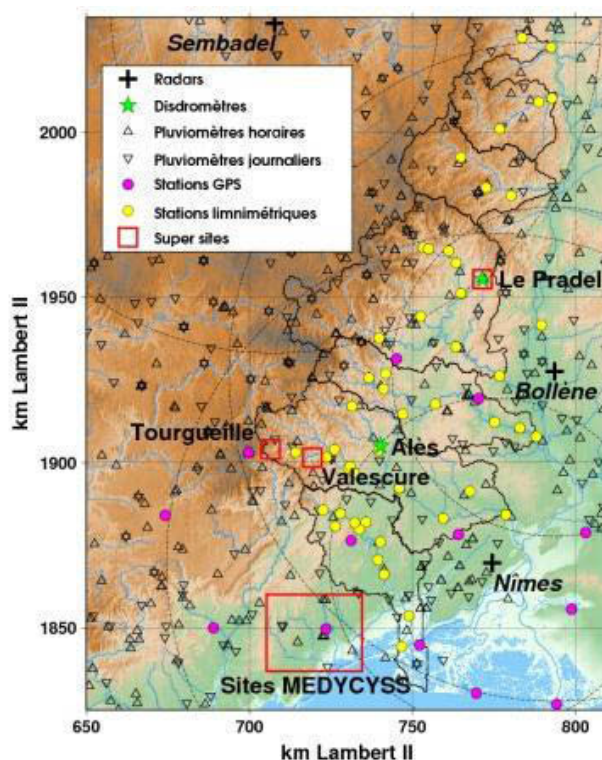 Sembadel
Radars
Disdromètres
Pluviomètres horaires
Pluviomètres journaliers
Stations GPS
Stations limnimétriques
Super sites
2000
1950
1900
1850
km Lambert II
Le Pradel
Bollène
Tourgueille
Alès
Valescure
Nîmes
Sites MEDYCYSS
650 700 750 800
km Lambert II